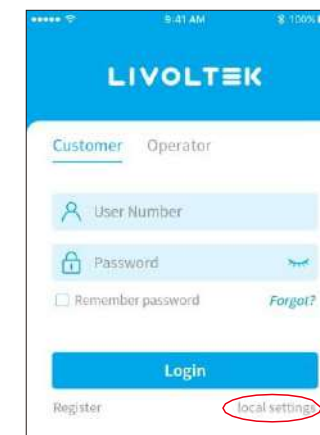 9:41 AM 100%
LIVOLTEK
Customer Operator
User Number
Password
Remember password Forgot?
Login
Register local settings